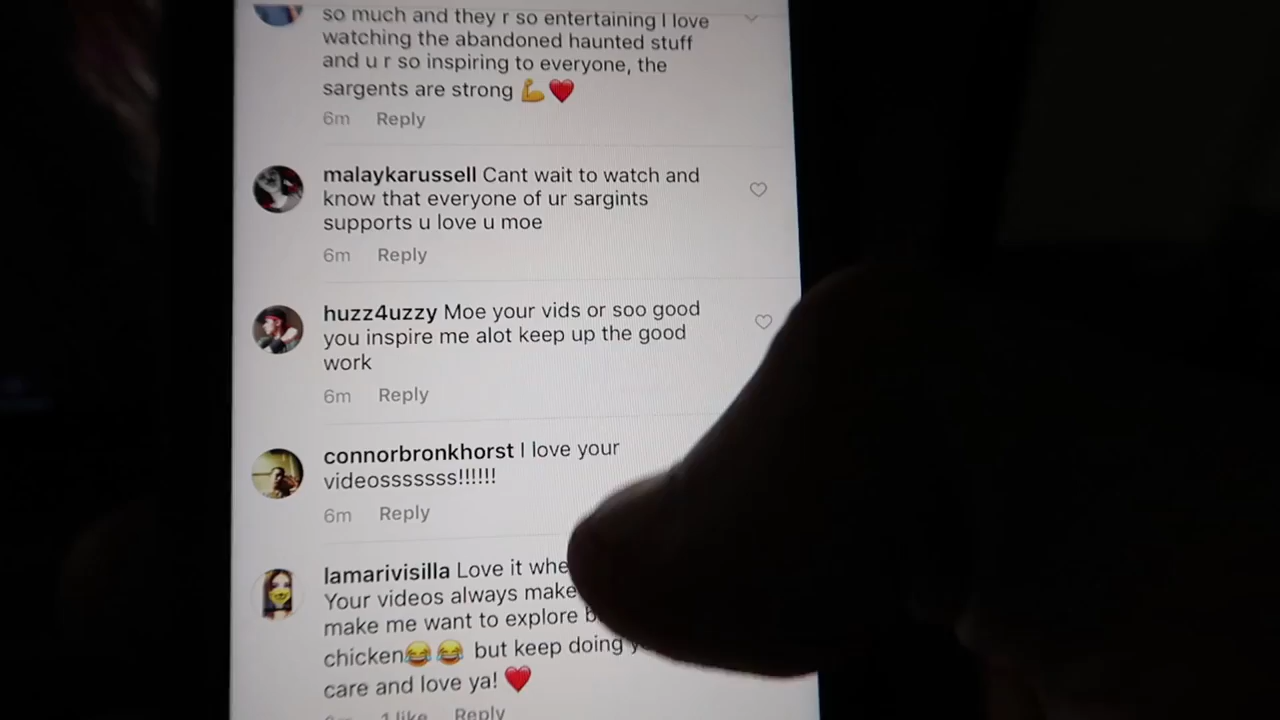 so much and they r so entertaining I love
watching the abandoned haunted stuff
and u r so inspiring to everyone, the
sargents are strong 💪❤️
6m Reply
malaykarussell Cant wait to watch and
know that everyone of ur sargints
supports u love u moe
6m Reply
huzz4uzzy Moe your vids or soo good
you inspire me alot keep up the good
work
6m Reply
connorbronkhorst I love your
videosssssss!!!!!!
6m Reply
lamarivisilla Love it
Your videos always make
make me want to explore
chicken😂😂 but keep doing
care and love ya! ❤️
1 like Reply